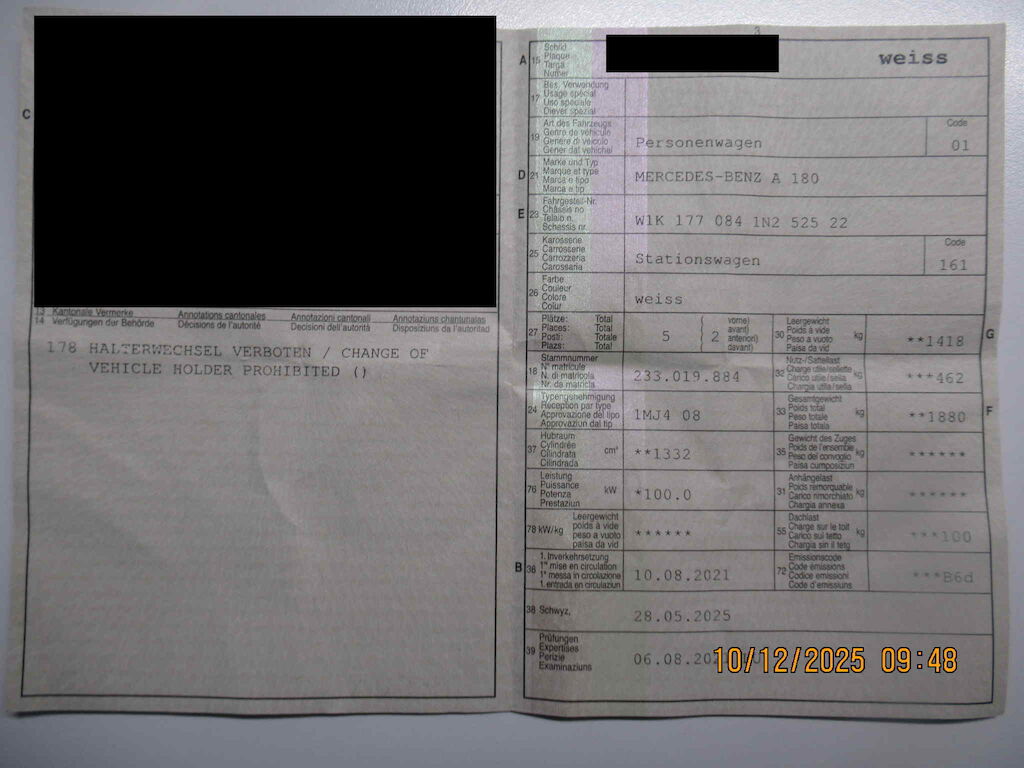 C
13 Kantonale Vermerke Annotations cantonales Annotazioni cantonali Annotaziuns chantunalas
14 Verfügungen der Behörde Décisions de l'autorité Decisioni dell'autorità Disposiziuns da l'autoritad
178 HALTERWECHSEL VERBOTEN / CHANGE OF
VEHICLE HOLDER PROHIBITED ()
3
A 15 Schild
Plaque
Targa
Numer
weiss
17 Bes. Verwendung
Usage spécial
Uso speciale
Diever spezial
19 Art des Fahrzeugs
Genre de véhicule
Genere di veicolo
Gener dal vehichel
Personenwagen
Code
01
D 21 Marke und Typ
Marque et type
Marca e tipo
Marca e tip
MERCEDES-BENZ A 180
E 23 Fahrgestell-Nr.
Châssis no
Telaio n.
Schassis nr.
W1K 177 084 1N2 525 22
25 Karosserie
Carrosserie
Carrozzeria
Carossaria
Stationswagen
Code
161
26 Farbe
Couleur
Colore
Colur
weiss
27 Plätze: Total
Places: Total
Posti: Totale
Plazs: Total
5
( vorne)
( 2 avant)
anteriori)
( davant)
30 Leergewicht
Poids à vide
Peso a vuoto kg
Paisa da vid
**1418
G
18 Stammnummer
N° matricule
N. di matricola
Nr. da matricla
233.019.884
32 Nutz-/Sattellast
Charge utile/sellette kg
Carico utile/sella
Chargia utila/sella
***462
24 Typengenehmigung
Réception par type
Approvazione del tipo
Approvaziun dal tip
1MJ4 08
33 Gesamtgewicht
Poids total kg
Peso totale
Paisa totala
**1880
F
37 Hubraum
Cylindrée cm³
Cilindrata
Cilindrada
**1332
35 Gewicht des Zuges
Poids de l'ensemble kg
Peso del convoglio
Paisa cumposiziun
******
76 Leistung
Puissance kW
Potenza
Prestaziun
*100.0
31 Anhängelast
Poids remorquable kg
Carico rimorchiato
Chargia annexa
******
78 kW/kg Leergewicht
poids à vide
peso a vuoto
paisa da vid
******
55 Dachlast
Charge sur le toit kg
Carico sul tetto
Chargia sin il tetg
***100
B 36 1. Inverkehrsetzung
1re mise en circulation
1a messa in circolazione
1. entrada en circulaziun
10.08.2021
72 Emissionscode
Code émissions
Codice emissioni
Code d'emissiuns
***B6d
38 Schwyz,
28.05.2025
39 Prüfungen
Expertises
Perizie
Examinaziuns
06.08.20
10/12/2025 09:48